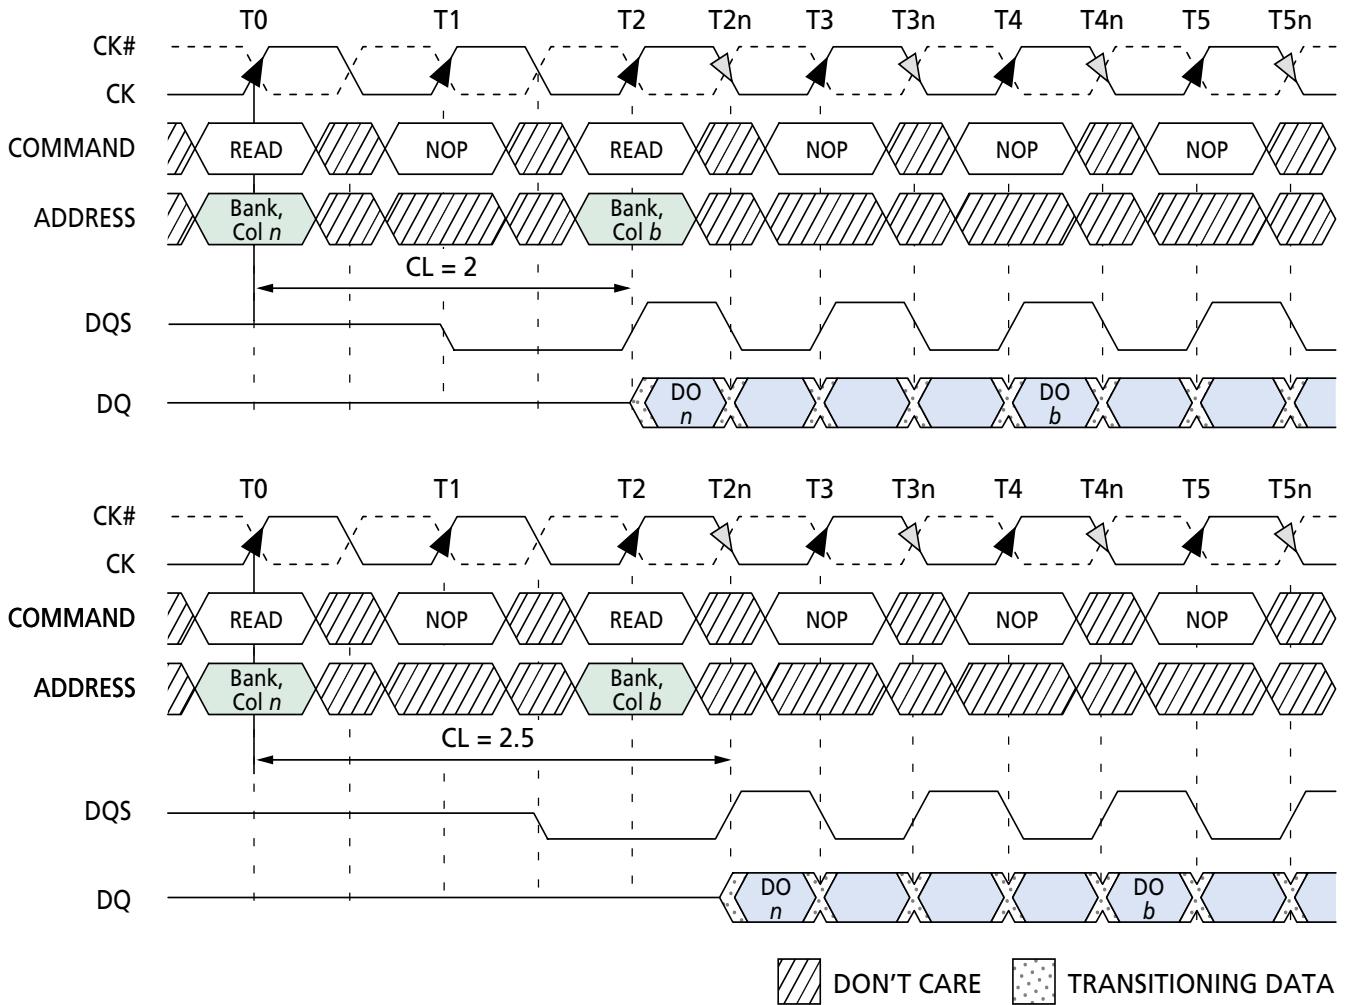 T0 T1 T2 T2n T3 T3n T4 T4n T5 T5n
CK#
CK
COMMAND READ NOP READ NOP NOP NOP
ADDRESS Bank, Col n Bank, Col b
CL = 2
DQS
DQ DO n DO b
T0 T1 T2 T2n T3 T3n T4 T4n T5 T5n
CK#
CK
COMMAND READ NOP READ NOP NOP NOP
ADDRESS Bank, Col n Bank, Col b
CL = 2.5
DQS
DQ DO n DO b
DON'T CARE TRANSITIONING DATA